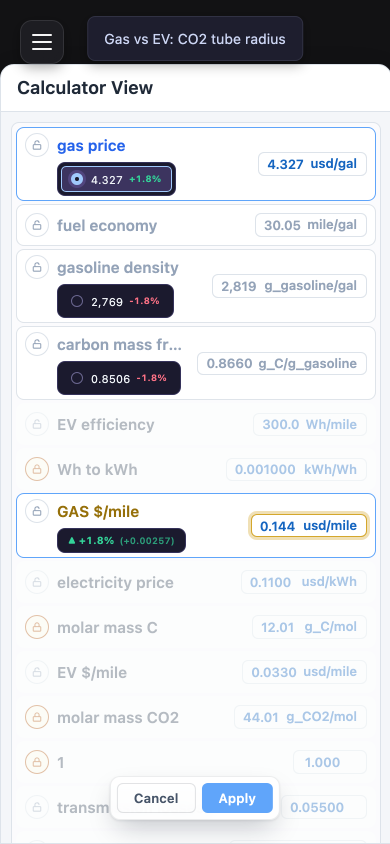 Gas vs EV: CO2 tube radius
Calculator View
gas price
4.327 usd/gal
4.327 +1.8%
fuel economy
30.05 mile/gal
gasoline density
2,819 g_gasoline/gal
2,769 -1.8%
carbon mass fr...
0.8660 g_C/g_gasoline
0.8506 -1.8%
EV efficiency
300.0 Wh/mile
Wh to kWh
0.001000 kWh/Wh
GAS $/mile
0.144 usd/mile
▲ +1.8% (+0.00257)
electricity price
0.1100 usd/kWh
molar mass C
12.01 g_C/mol
EV $/mile
0.0330 usd/mile
molar mass CO2
44.01 g_CO2/mol
1
1.000
Cancel
Apply
transm
0.05500